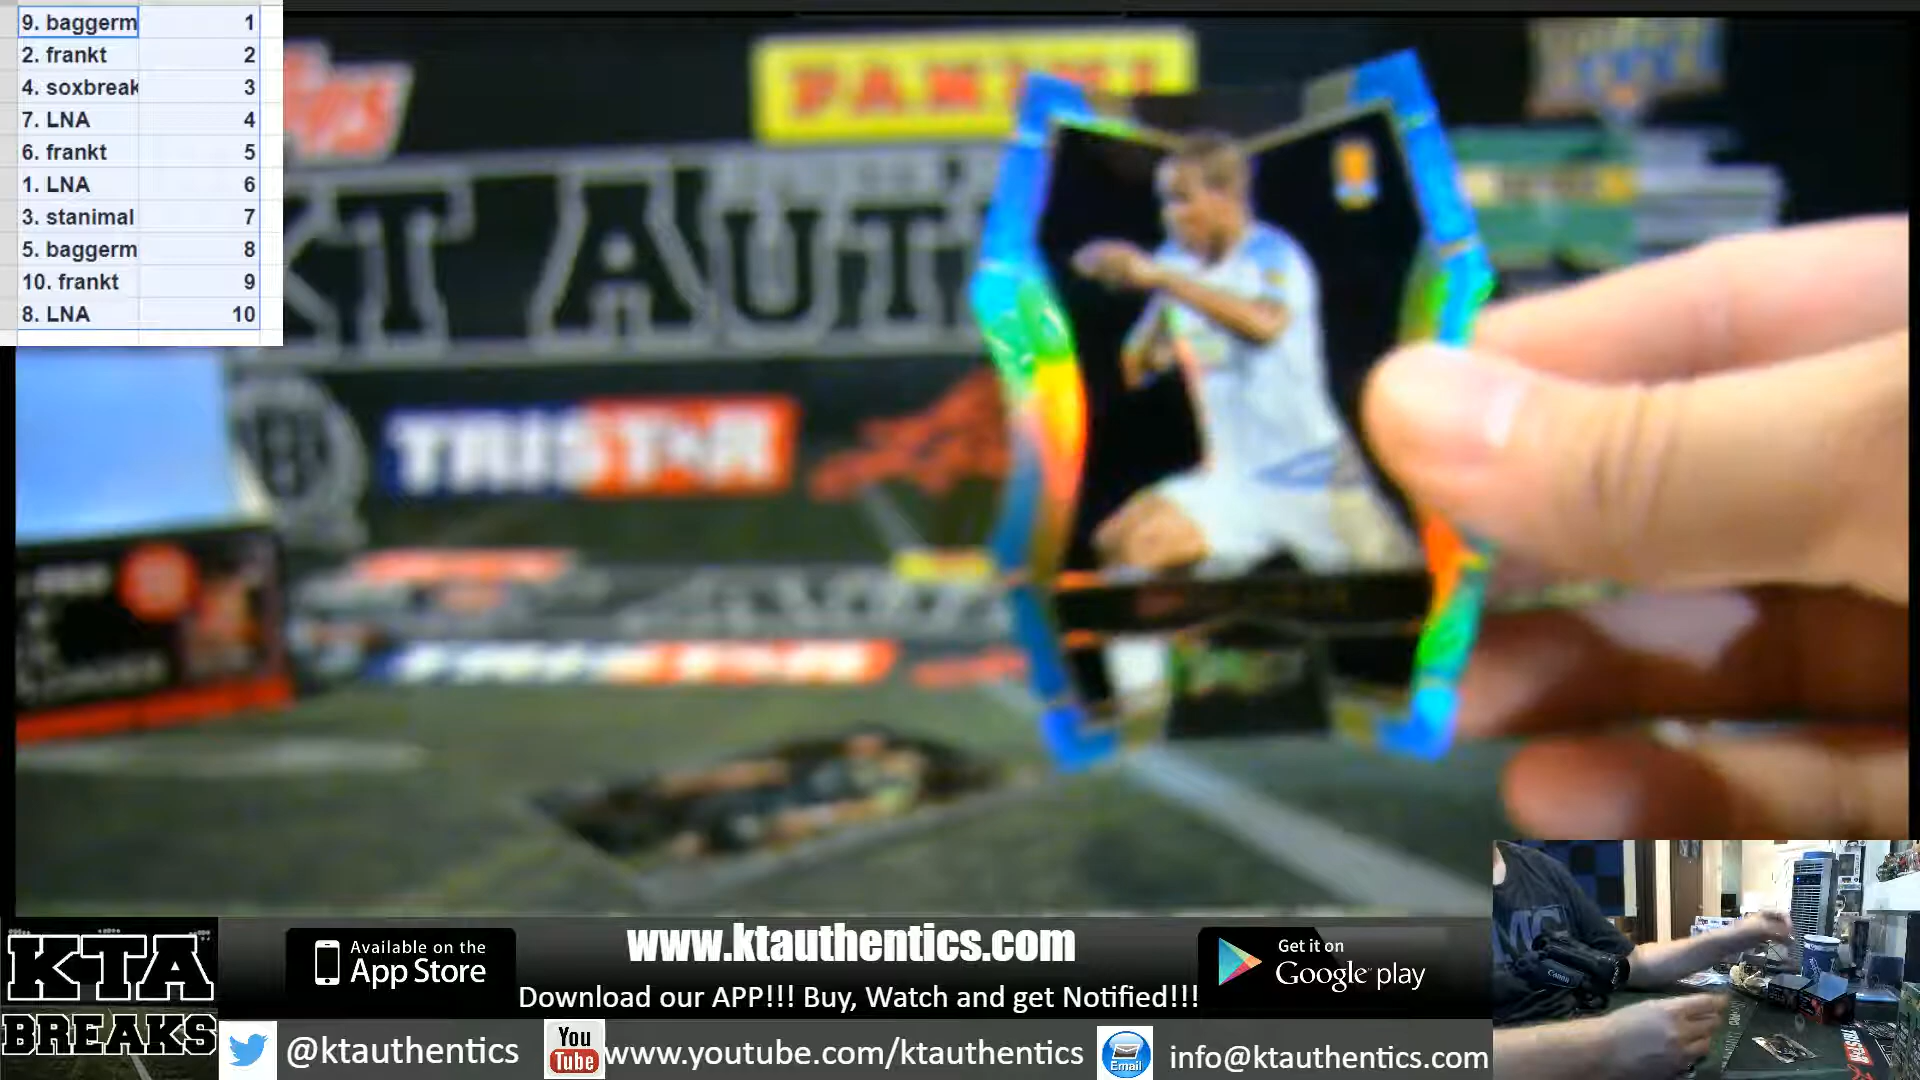 9. baggerm 1
2. frankt 2
4. soxbreak 3
7. LNA 4
6. frankt 5
1. LNA 6
3. stanimal 7
5. baggerm 8
10. frankt 9
8. LNA 10
PANINI
KT AUT
TRISTAR
KTA
BREAKS
Available on the
App Store
www.ktauthentics.com
Download our APP!!! Buy, Watch and get Notified!!!
Get it on
Google play
@ktauthentics
You
Tube
www.youtube.com/ktauthentics
Email
info@ktauthentics.com